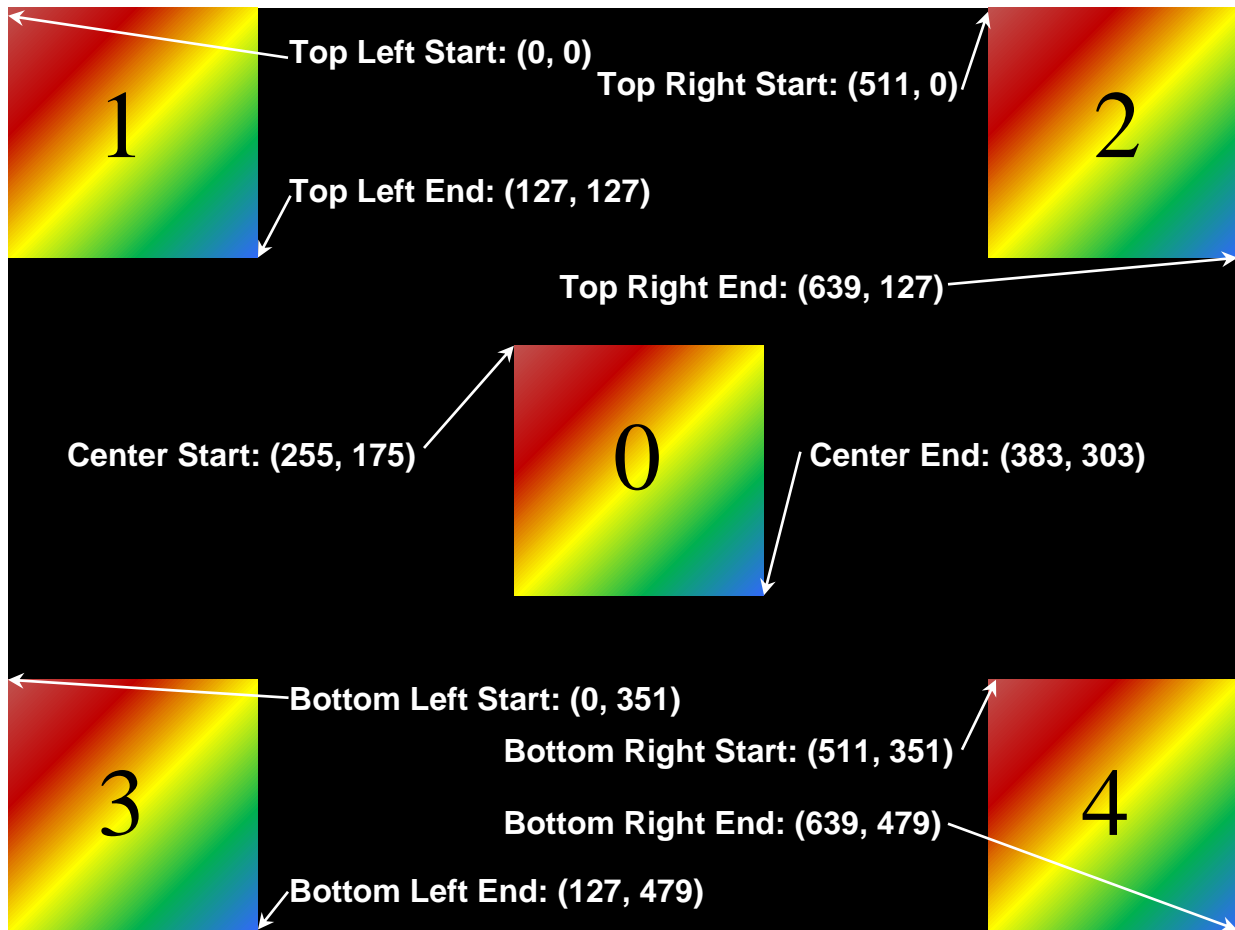 Top Left Start: (0, 0)
Top Right Start: (511, 0)
1
2
Top Left End: (127, 127)
Top Right End: (639, 127)
Center Start: (255, 175)
0
Center End: (383, 303)
Bottom Left Start: (0, 351)
Bottom Right Start: (511, 351)
3
4
Bottom Right End: (639, 479)
Bottom Left End: (127, 479)